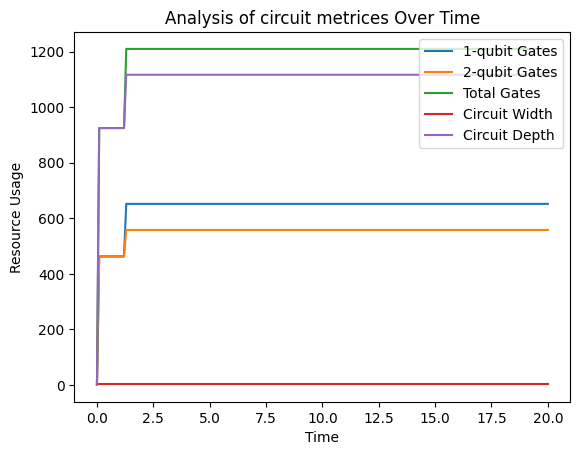 Analysis of circuit metrices Over Time
1200
1000
800
600
400
200
0
Resource Usage
1-qubit Gates
2-qubit Gates
Total Gates
Circuit Width
Circuit Depth
0.0 2.5 5.0 7.5 10.0 12.5 15.0 17.5 20.0
Time